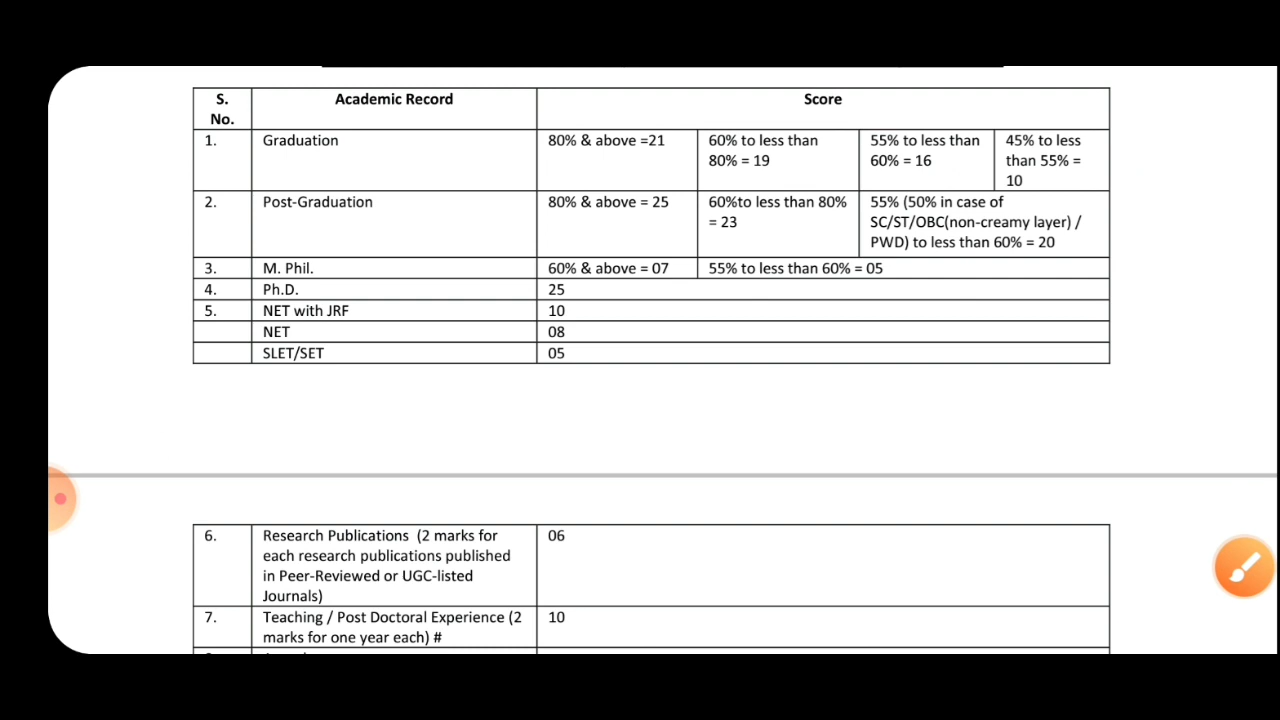 S. No.
Academic Record
Score
1.
Graduation
80% & above =21
60% to less than
80% = 19
55% to less than
60% = 16
45% to less
than 55% =
10
2.
Post-Graduation
80% & above = 25
60%to less than 80%
= 23
55% (50% in case of
SC/ST/OBC(non-creamy layer) /
PWD) to less than 60% = 20
3.
M. Phil.
60% & above = 07
55% to less than 60% = 05
4.
Ph.D.
25
5.
NET with JRF
10
NET
08
SLET/SET
05
6.
Research Publications (2 marks for
each research publications published
in Peer-Reviewed or UGC-listed
Journals)
06
7.
Teaching / Post Doctoral Experience (2
marks for one year each) #
10